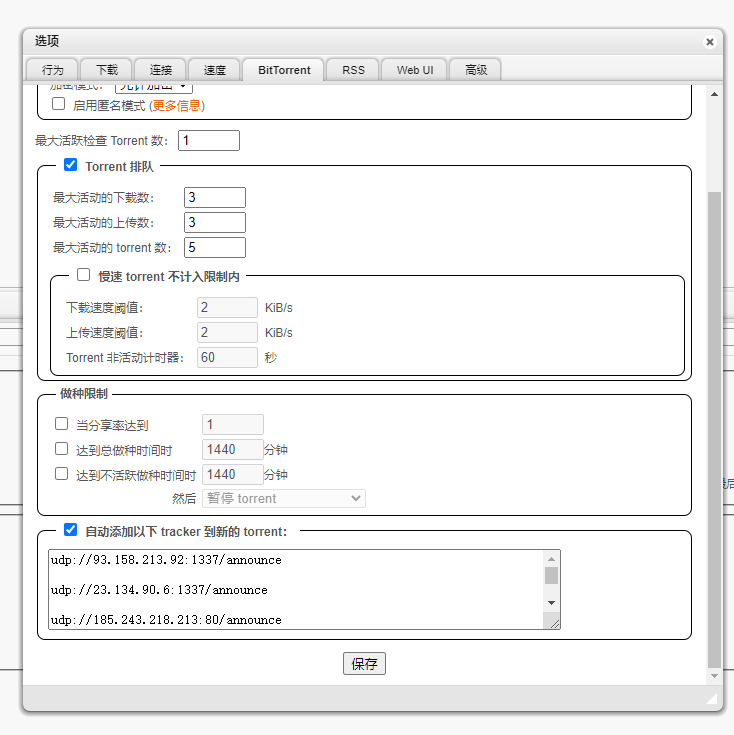 选项
行为 下载 连接 速度 BitTorrent RSS Web UI 高级
加密模式： 允许加密
启用匿名模式 (更多信息)
最大活跃检查 Torrent 数： 1
Torrent 排队
最大活动的下载数： 3
最大活动的上传数： 3
最大活动的 torrent 数： 5
慢速 torrent 不计入限制内
下载速度阈值： 2 KiB/s
上传速度阈值： 2 KiB/s
Torrent 非活动计时器： 60 秒
做种限制
当分享率达到 1
达到总做种时间时 1440 分钟
达到不活跃做种时间时 1440 分钟
然后 暂停 torrent
自动添加以下 tracker 到新的 torrent：
udp://93.158.213.92:1337/announce
udp://23.134.90.6:1337/announce
udp://185.243.218.213:80/announce
保存